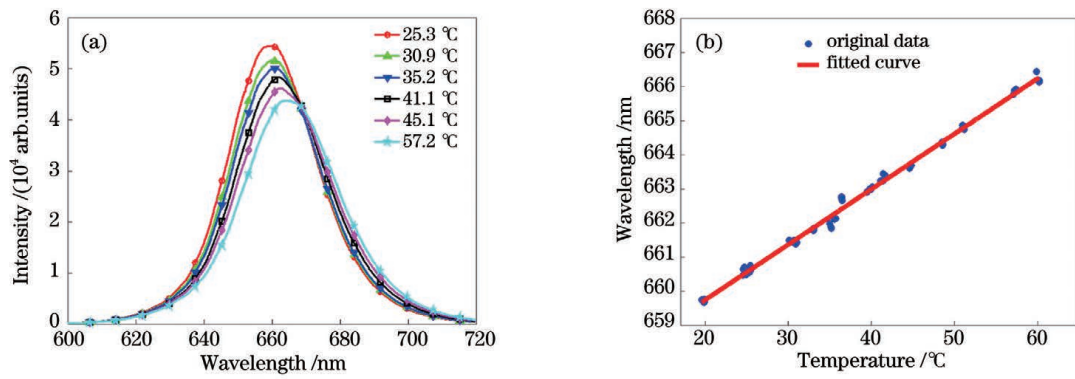 (a)
25.3 ℃
30.9 ℃
35.2 ℃
41.1 ℃
45.1 ℃
57.2 ℃
6
5
4
3
2
1
0
Intensity /(10⁴ arb.units)
600 620 640 660 680 700 720
Wavelength /nm
(b)
original data
fitted curve
668
667
666
665
664
663
662
661
660
659
Wavelength /nm
20 30 40 50 60
Temperature /℃